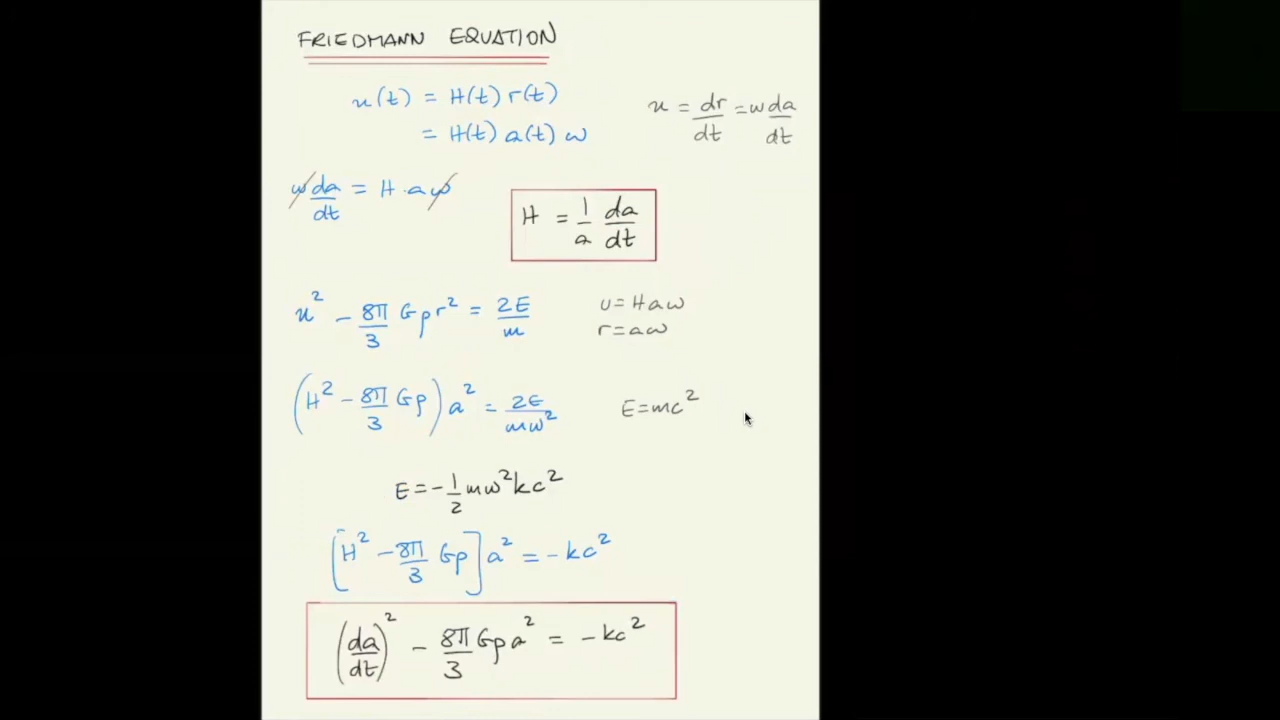 FRIEDMANN EQUATION
u(t) = H(t) r(t)
= H(t) a(t) ω
u = dr/dt = ω da/dt
ω da/dt = H · a ω
H = 1/a da/dt
u² - 8π/3 Gρr² = 2E/m
υ = Haω
r = aω
(H² - 8π/3 Gρ) a² = 2E/mω²
E = mc²
E = - 1/2 mω²kc²
[H² - 8π/3 Gρ] a² = -kc²
(da/dt)² - 8π/3 Gρa² = -kc²